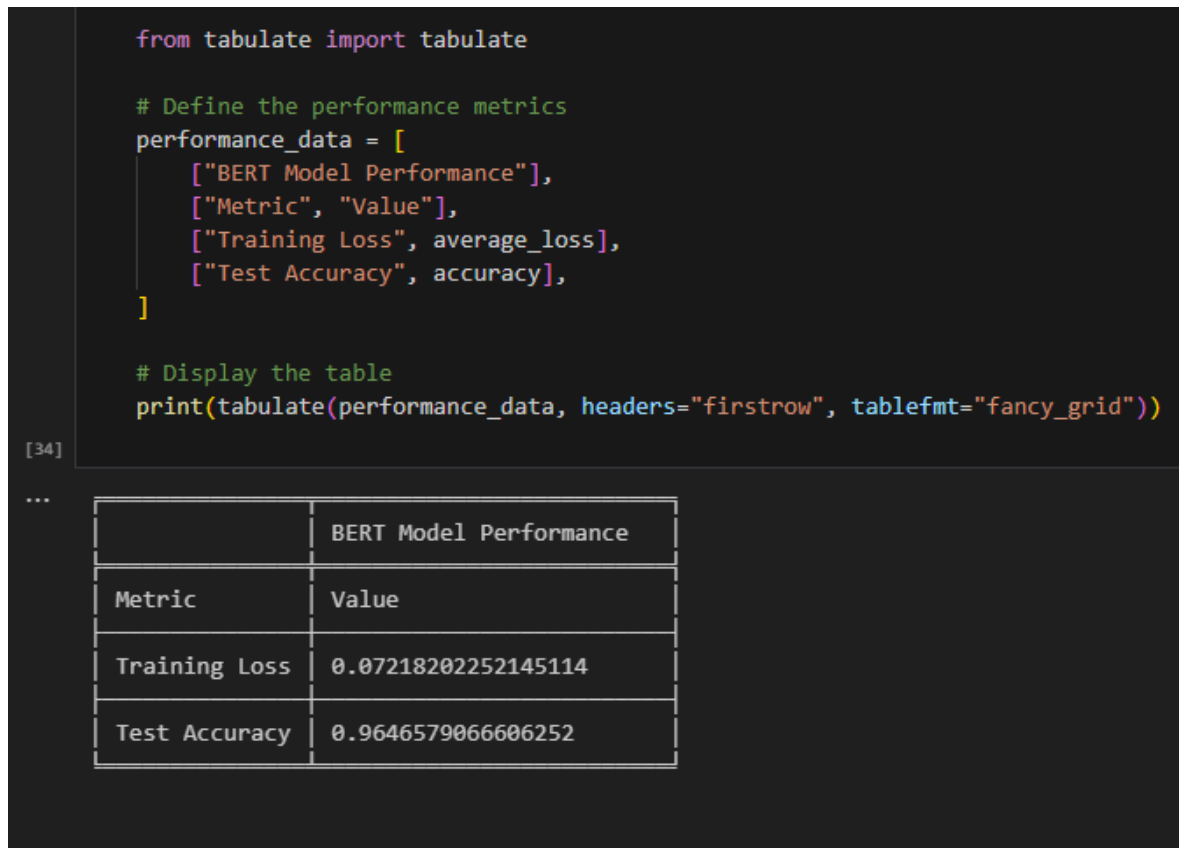 from tabulate import tabulate
# Define the performance metrics
performance_data = [
["BERT Model Performance"],
["Metric", "Value"],
["Training Loss", average_loss],
["Test Accuracy", accuracy],
]
# Display the table
print(tabulate(performance_data, headers="firstrow", tablefmt="fancy_grid"))
[34]
...
BERT Model Performance
Metric Value
Training Loss 0.07218202252145114
Test Accuracy 0.9646579066606252